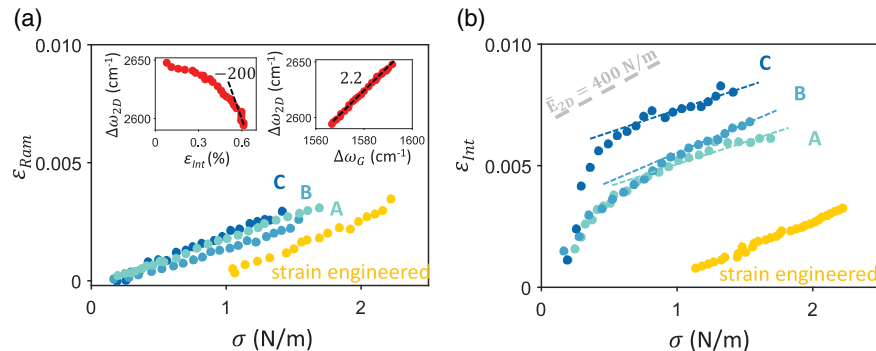 (a)
0.010
0.005
0
ε_Ram
0
1
2
σ (N/m)
C
B
A
strain engineered
Δω_2D (cm⁻¹)
2650
2600
-200
0
0.3
0.6
ε_Int(%)
Δω_2D (cm⁻¹)
2650
2600
2.2
1560
1580
1600
Δω_G (cm⁻¹)
(b)
0.010
0.005
0
ε_Int
Ẽ_2D = 400 N/m
C
B
A
strain engineered
0
1
2
σ (N/m)